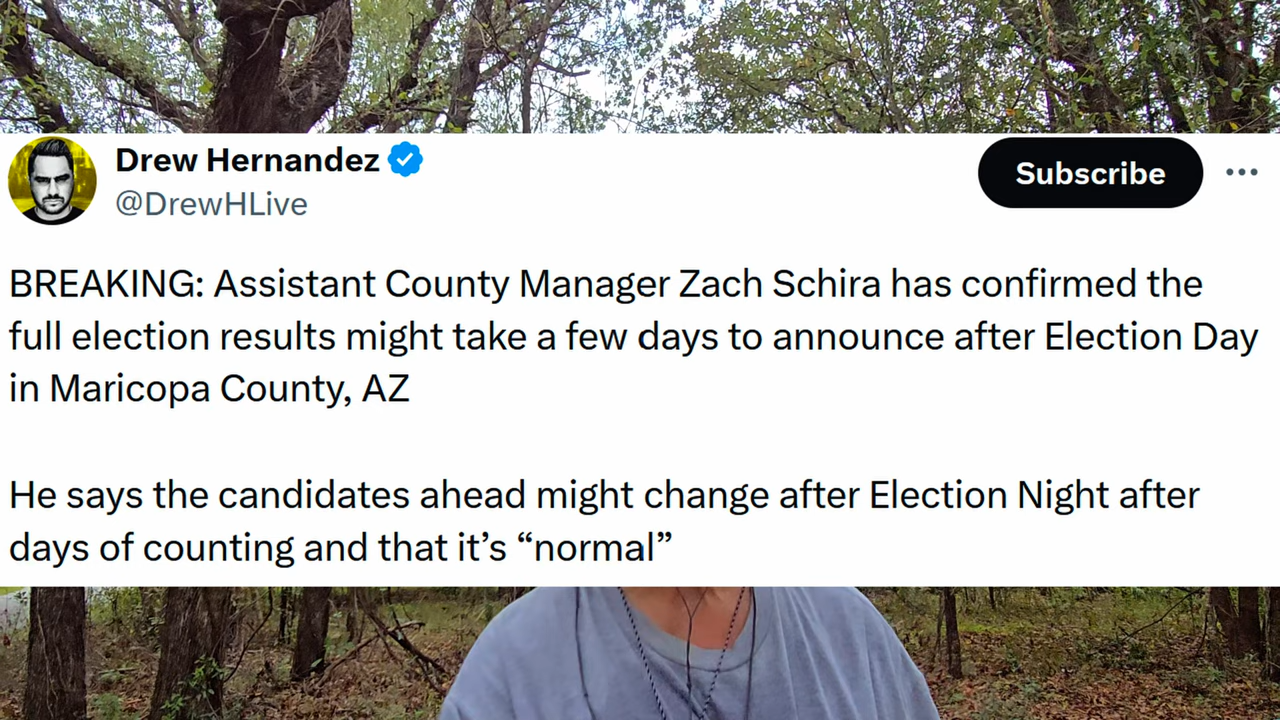 Drew Hernandez
@DrewHLive
Subscribe
BREAKING: Assistant County Manager Zach Schira has confirmed the
full election results might take a few days to announce after Election Day
in Maricopa County, AZ
He says the candidates ahead might change after Election Night after
days of counting and that it’s “normal”